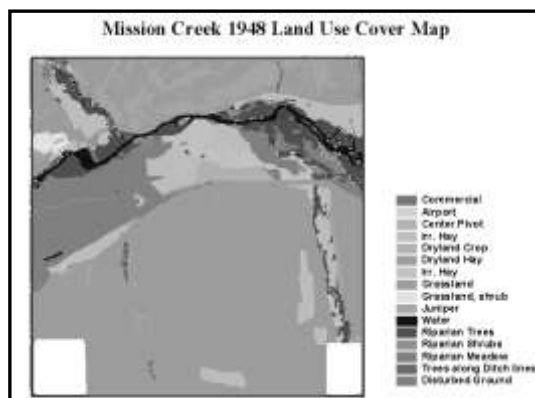 Mission Creek 1948 Land Use Cover Map
Commercial
Airport
Center Pivot
Irr. Hay
Dryland Crop
Dryland Hay
Irr. Hay
Grassland
Grassland, shrub
Juniper
Water
Riparian Trees
Riparian Shrubs
Riparian Meadow
Trees along Ditch lines
Disturbed Ground